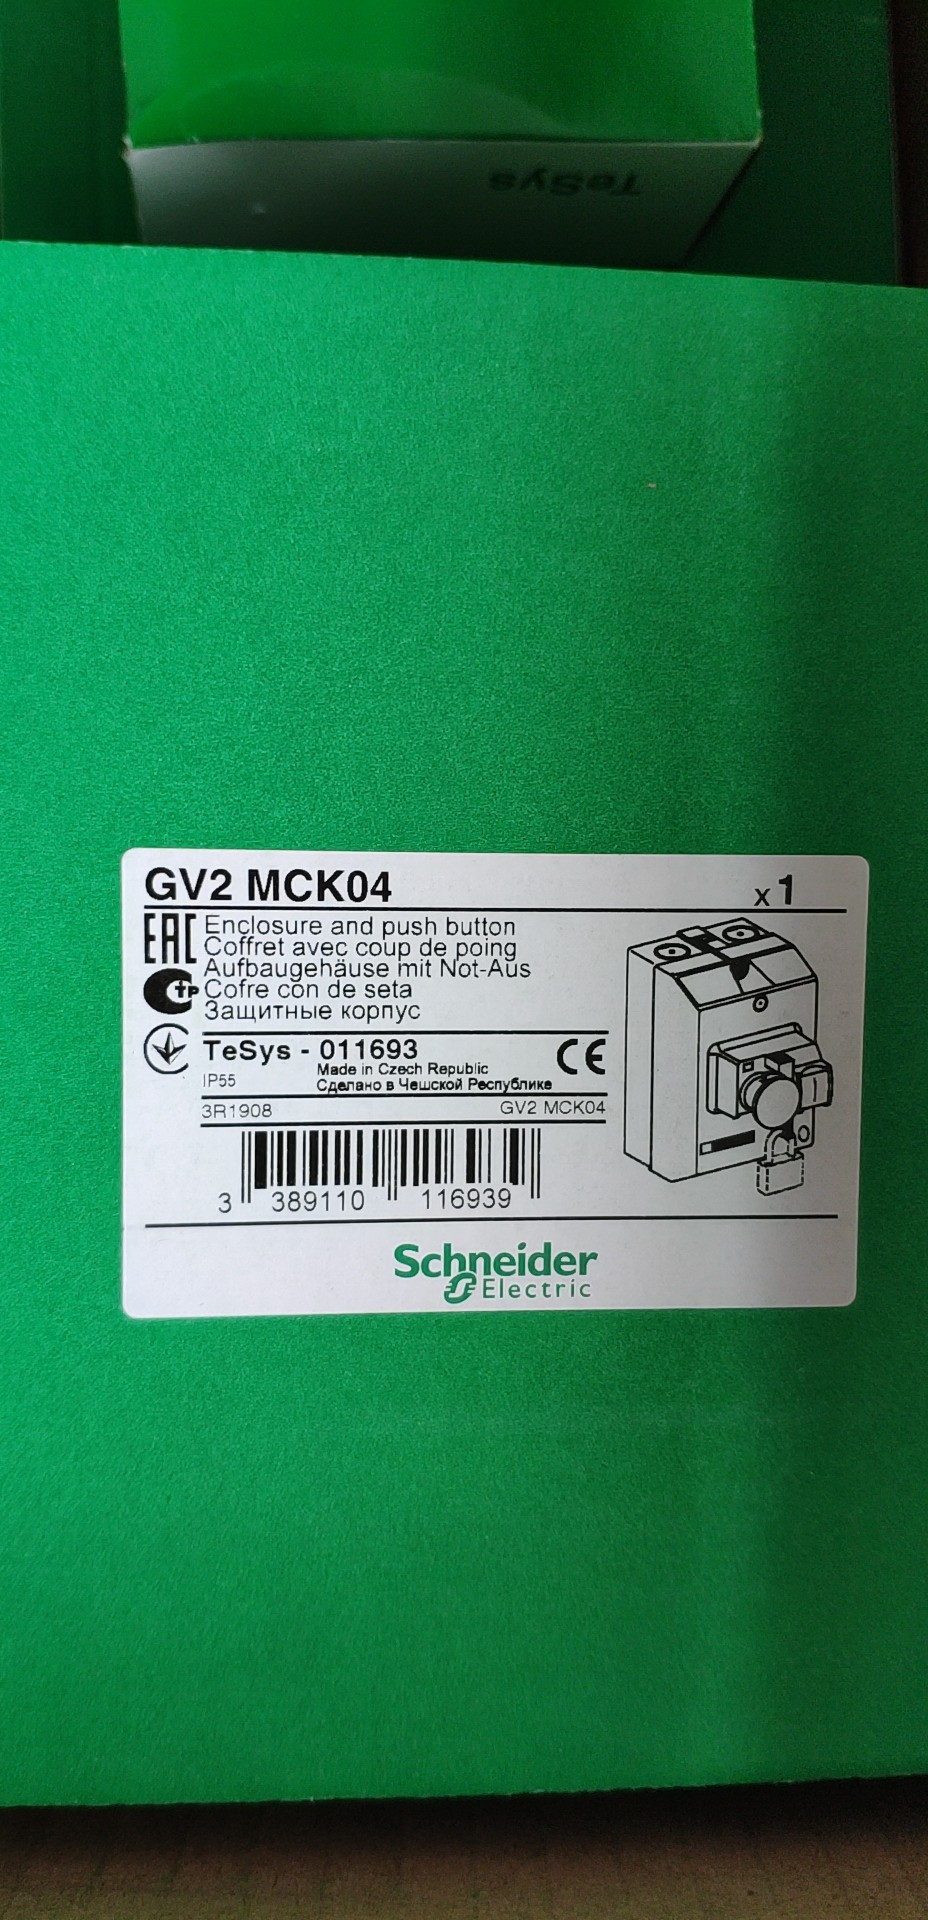 TeSys
GV2 MCK04
x 1
EAC
Enclosure and push button
Coffret avec coup de poing
Aufbaugehäuse mit Not-Aus
Cofre con de seta
Защитные корпус
TeSys - 011693
CE
IP55
Made in Czech Republic
Сделано в Чешской Республике
3R1908
GV2 MCK04
3 389110 116939
Schneider
Electric